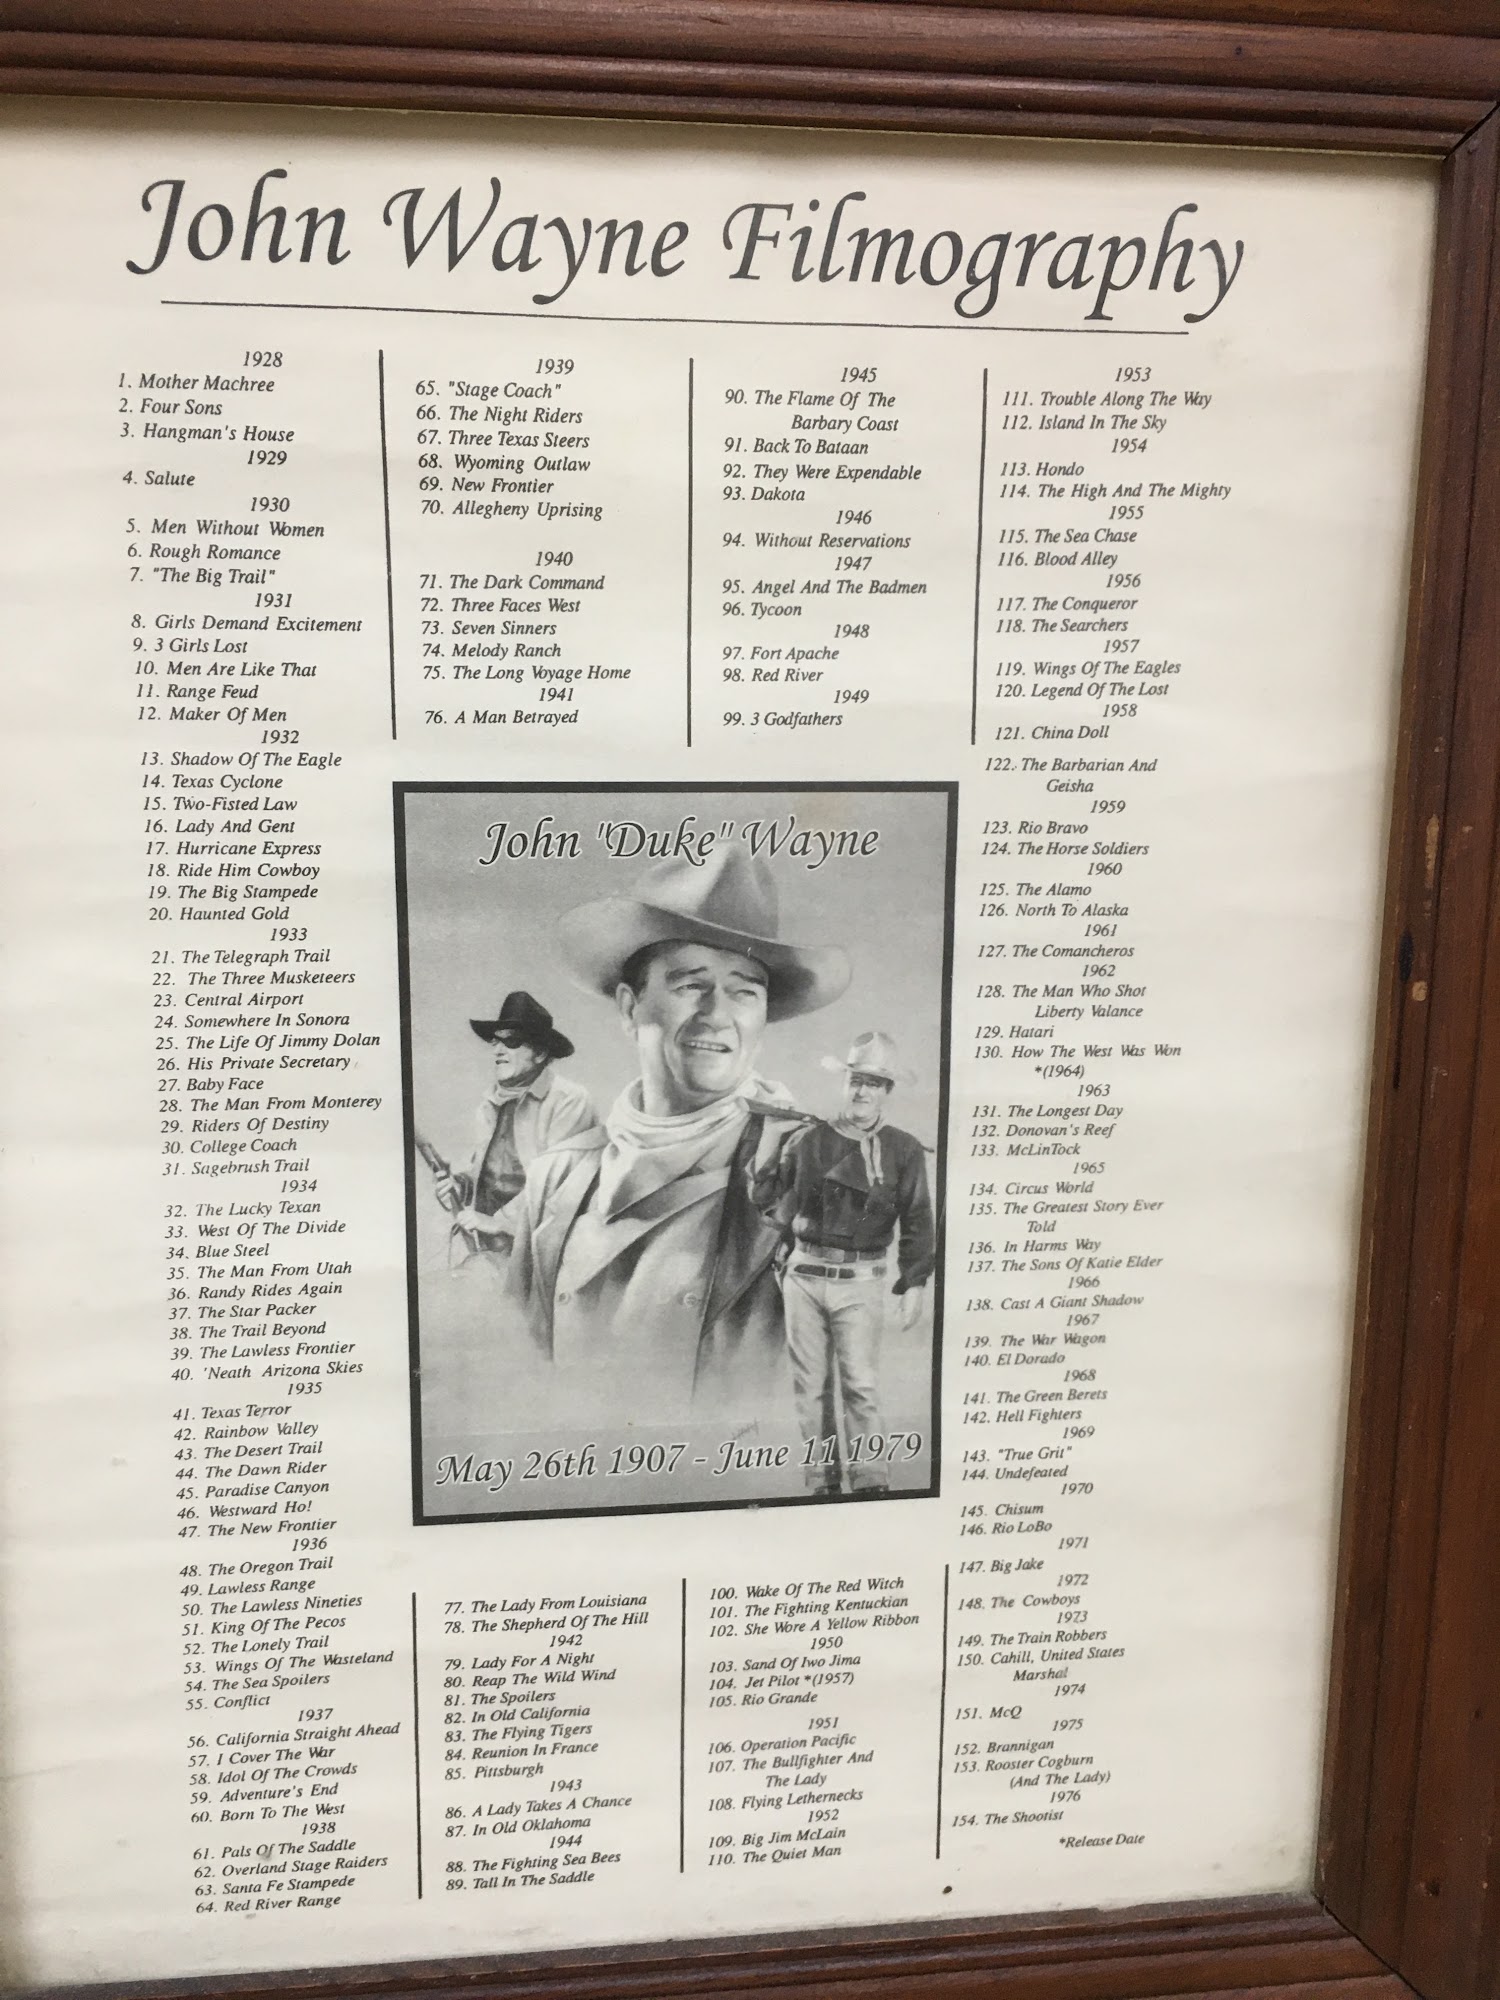 John Wayne Filmography
1928
1. Mother Machree
2. Four Sons
3. Hangman's House
1929
4. Salute
1930
5. Men Without Women
6. Rough Romance
7. "The Big Trail"
1931
8. Girls Demand Excitement
9. 3 Girls Lost
10. Men Are Like That
11. Range Feud
12. Maker Of Men
1932
13. Shadow Of The Eagle
14. Texas Cyclone
15. Two-Fisted Law
16. Lady And Gent
17. Hurricane Express
18. Ride Him Cowboy
19. The Big Stampede
20. Haunted Gold
1933
21. The Telegraph Trail
22. The Three Musketeers
23. Central Airport
24. Somewhere In Sonora
25. The Life Of Jimmy Dolan
26. His Private Secretary
27. Baby Face
28. The Man From Monterey
29. Riders Of Destiny
30. College Coach
31. Sagebrush Trail
1934
32. The Lucky Texan
33. West Of The Divide
34. Blue Steel
35. The Man From Utah
36. Randy Rides Again
37. The Star Packer
38. The Trail Beyond
39. The Lawless Frontier
40. 'Neath Arizona Skies
1935
41. Texas Terror
42. Rainbow Valley
43. The Desert Trail
44. The Dawn Rider
45. Paradise Canyon
46. Westward Ho!
47. The New Frontier
1936
48. The Oregon Trail
49. Lawless Range
50. The Lawless Nineties
51. King Of The Pecos
52. The Lonely Trail
53. Wings Of The Wasteland
54. The Sea Spoilers
55. Conflict
1937
56. California Straight Ahead
57. I Cover The War
58. Idol Of The Crowds
59. Adventure's End
60. Born To The West
1938
61. Pals Of The Saddle
62. Overland Stage Raiders
63. Santa Fe Stampede
64. Red River Range
1939
65. "Stage Coach"
66. The Night Riders
67. Three Texas Steers
68. Wyoming Outlaw
69. New Frontier
70. Allegheny Uprising
1940
71. The Dark Command
72. Three Faces West
73. Seven Sinners
74. Melody Ranch
75. The Long Voyage Home
1941
76. A Man Betrayed
77. The Lady From Louisiana
78. The Shepherd Of The Hill
1942
79. Lady For A Night
80. Reap The Wild Wind
81. The Spoilers
82. In Old California
83. The Flying Tigers
84. Reunion In France
85. Pittsburgh
1943
86. A Lady Takes A Chance
87. In Old Oklahoma
1944
88. The Fighting Sea Bees
89. Tall In The Saddle
1945
90. The Flame Of The
Barbary Coast
91. Back To Bataan
92. They Were Expendable
93. Dakota
1946
94. Without Reservations
1947
95. Angel And The Badmen
96. Tycoon
1948
97. Fort Apache
98. Red River
1949
99. 3 Godfathers
100. Wake Of The Red Witch
101. The Fighting Kentuckian
102. She Wore A Yellow Ribbon
1950
103. Sand Of Iwo Jima
104. Jet Pilot *(1957)
105. Rio Grande
1951
106. Operation Pacific
107. The Bullfighter And
The Lady
108. Flying Lethernecks
1952
109. Big Jim McLain
110. The Quiet Man
1953
111. Trouble Along The Way
112. Island In The Sky
1954
113. Hondo
114. The High And The Mighty
1955
115. The Sea Chase
116. Blood Alley
1956
117. The Conqueror
118. The Searchers
1957
119. Wings Of The Eagles
120. Legend Of The Lost
1958
121. China Doll
122. The Barbarian And
Geisha
1959
123. Rio Bravo
124. The Horse Soldiers
1960
125. The Alamo
126. North To Alaska
1961
127. The Comancheros
1962
128. The Man Who Shot
Liberty Valance
129. Hatari
130. How The West Was Won
*(1964)
1963
131. The Longest Day
132. Donovan's Reef
133. McLinTock
1965
134. Circus World
135. The Greatest Story Ever
Told
136. In Harms Way
137. The Sons Of Katie Elder
1966
138. Cast A Giant Shadow
1967
139. The War Wagon
140. El Dorado
1968
141. The Green Berets
142. Hell Fighters
1969
143. "True Grit"
144. Undefeated
1970
145. Chisum
146. Rio LoBo
1971
147. Big Jake
1972
148. The Cowboys
1973
149. The Train Robbers
150. Cahill, United States
Marshal
1974
151. McQ
1975
152. Brannigan
153. Rooster Cogburn
(And The Lady)
1976
154. The Shootist
*Release Date
John "Duke" Wayne
May 26th 1907 - June 11 1979